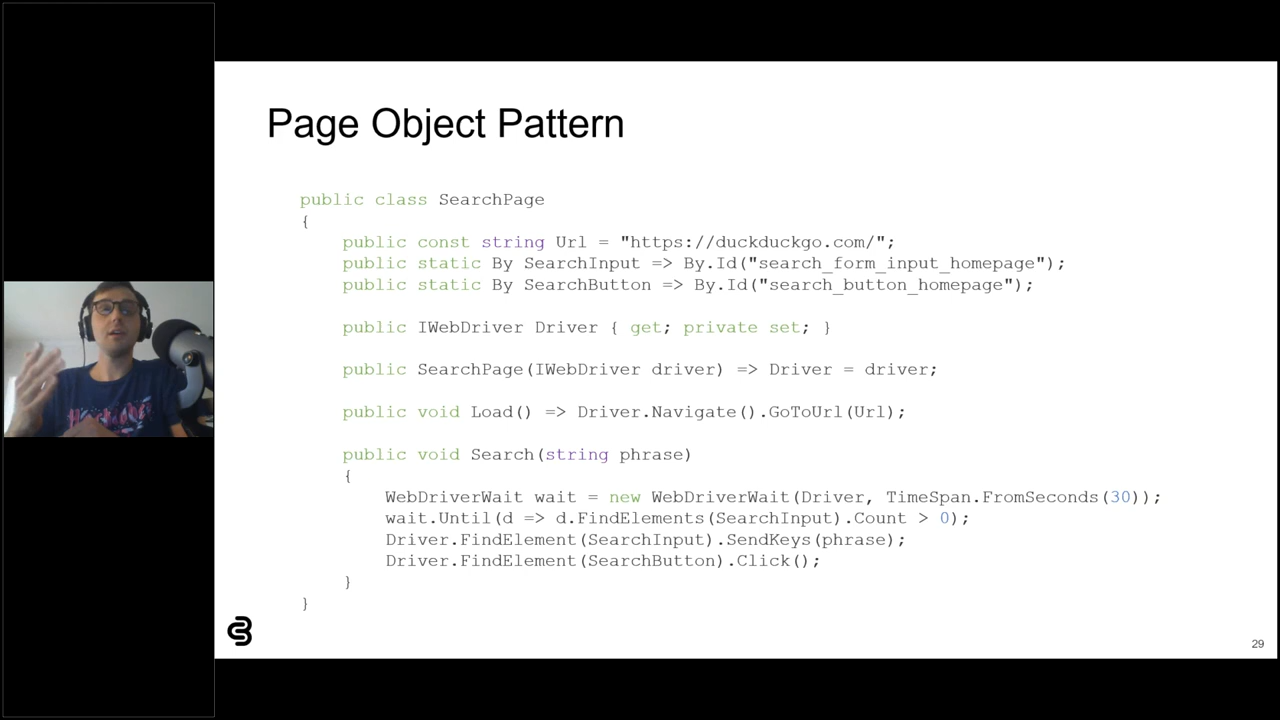 Page Object Pattern
public class SearchPage
{
    public const string Url = "https://duckduckgo.com/";
    public static By SearchInput => By.Id("search_form_input_homepage");
    public static By SearchButton => By.Id("search_button_homepage");
    public IWebDriver Driver { get; private set; }
    public SearchPage(IWebDriver driver) => Driver = driver;
    public void Load() => Driver.Navigate().GoToUrl(Url);
    public void Search(string phrase)
    {
        WebDriverWait wait = new WebDriverWait(Driver, TimeSpan.FromSeconds(30));
        wait.Until(d => d.FindElements(SearchInput).Count > 0);
        Driver.FindElement(SearchInput).SendKeys(phrase);
        Driver.FindElement(SearchButton).Click();
    }
}
29